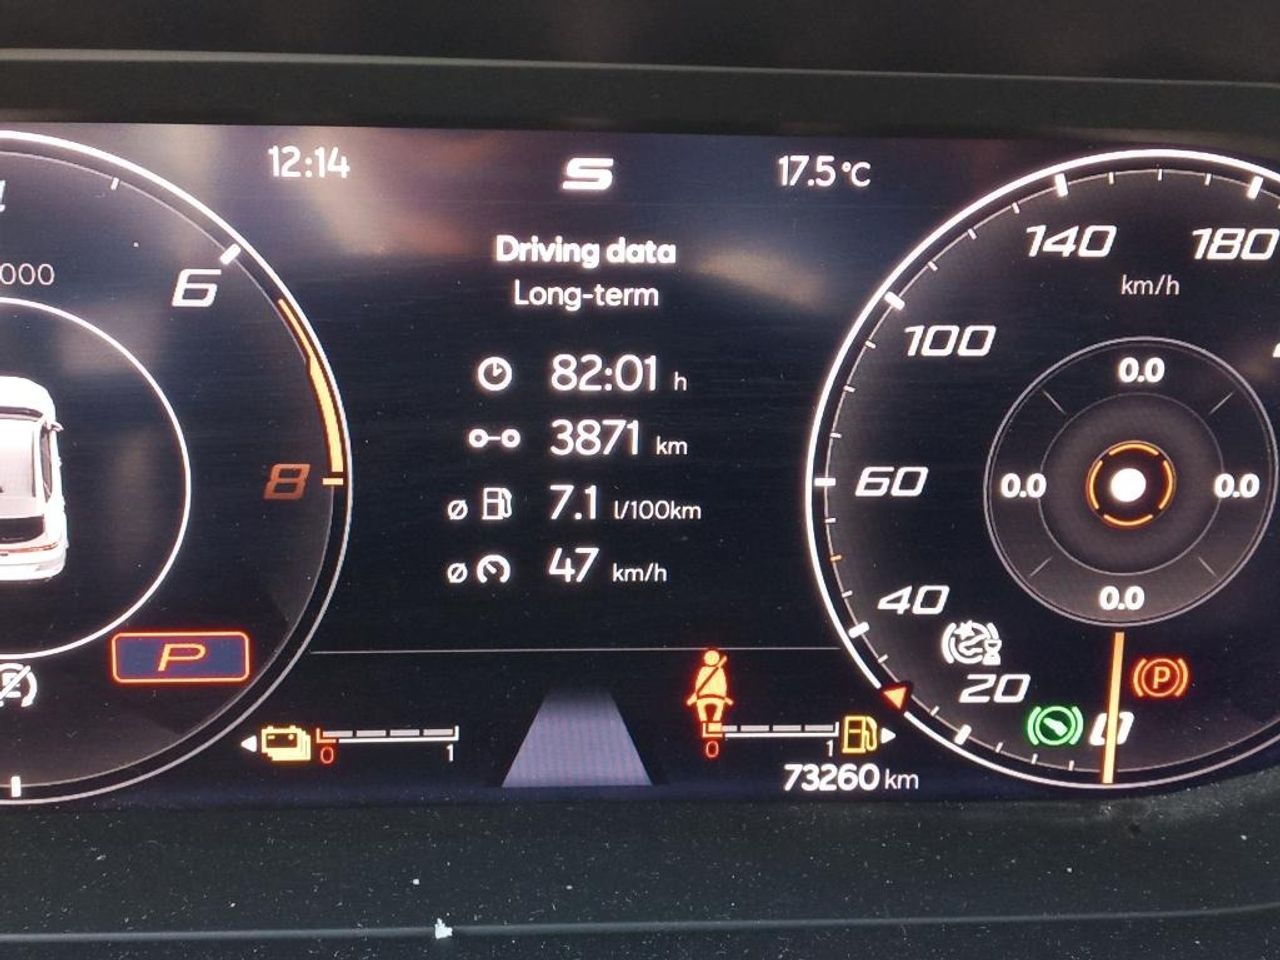 12:14
17.5°C
Driving data
Long-term
82:01 h
3871 km
ø 7.1 l/100km
ø 47 km/h
000
6
8
P
140
180
km/h
100
60
40
20
0
0.0
0.0
0.0
0.0
P
0
1
0
1
73260 km